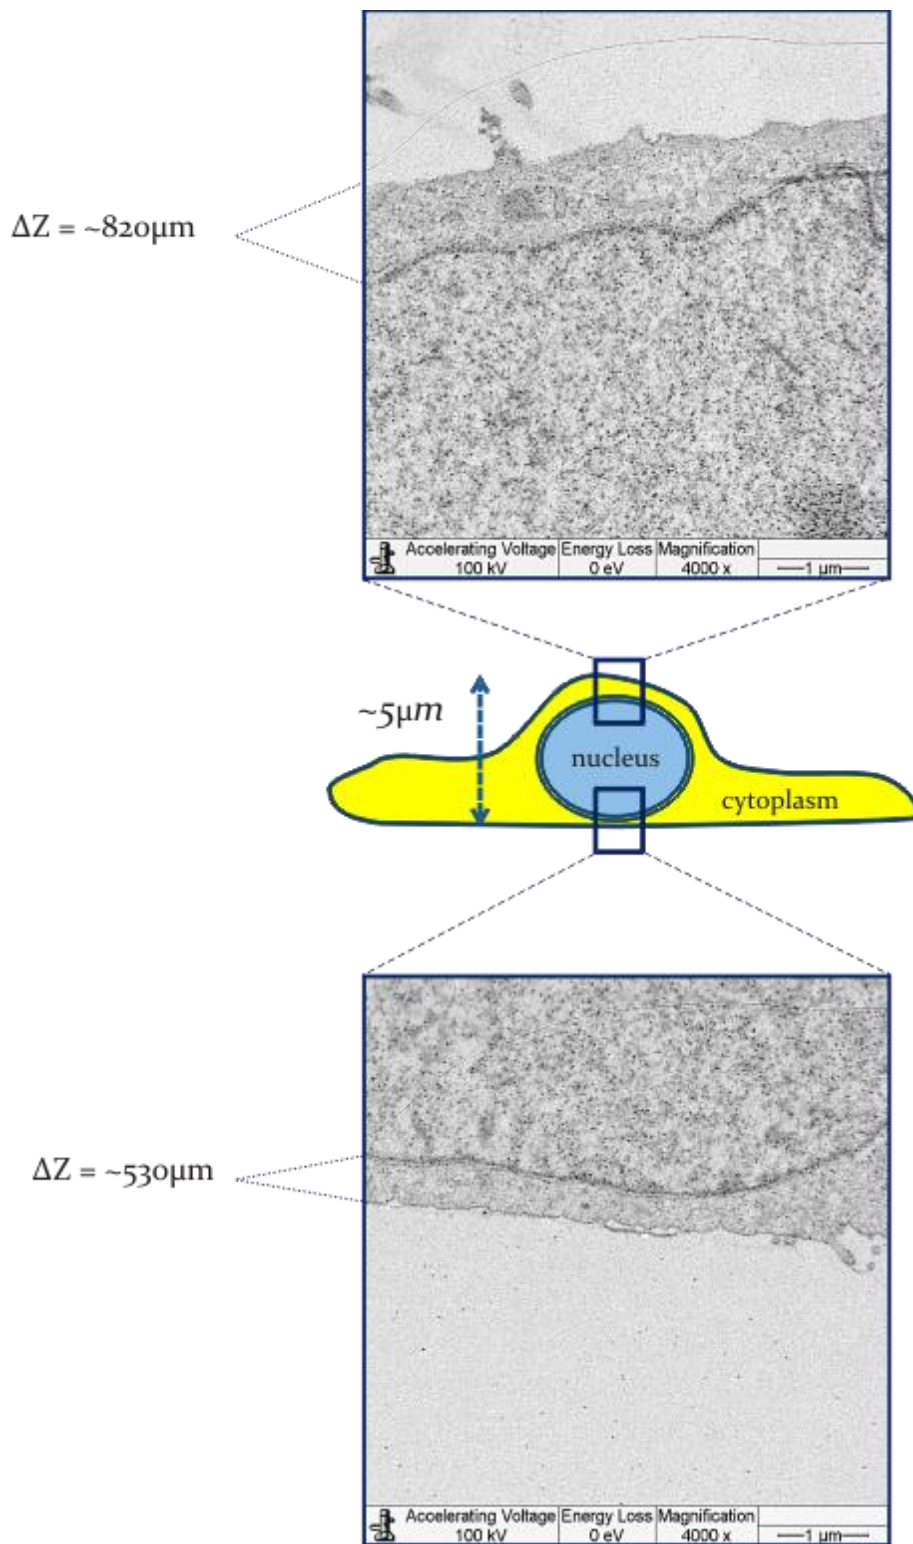 ΔZ = ~820µm
Accelerating Voltage Energy Loss Magnification
100 kV 0 eV 4000 x 1 µm
~5µm
nucleus
cytoplasm
ΔZ = ~530µm
Accelerating Voltage Energy Loss Magnification
100 kV 0 eV 4000 x 1 µm